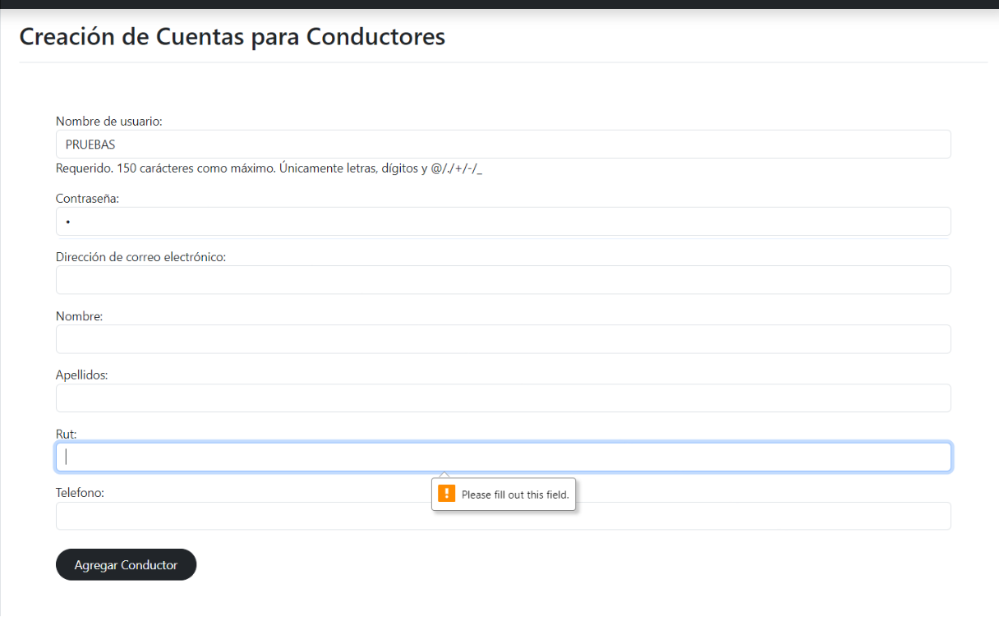 Creación de Cuentas para Conductores
Nombre de usuario:
PRUEBAS
Requerido. 150 carácteres como máximo. Únicamente letras, dígitos y @/./+/-/_
Contraseña:
•
Dirección de correo electrónico:
Nombre:
Apellidos:
Rut:
Please fill out this field.
Telefono:
Agregar Conductor